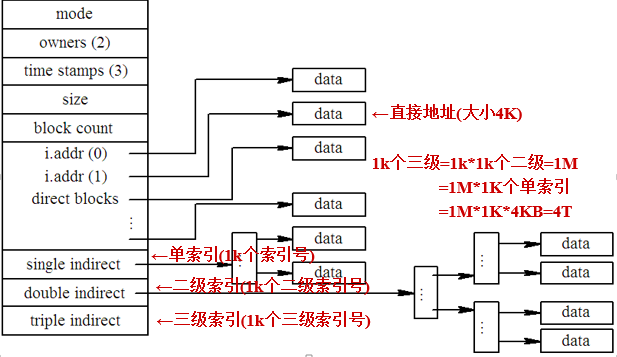 mode
owners (2)
time stamps (3)
size
block count
i.addr (0)
i.addr (1)
direct blocks
⋮
single indirect
double indirect
triple indirect
data
data
←直接地址(大小4K)
data
1k个三级=1k*1k个二级=1M
=1M*1K个单索引
=1M*1K*4KB=4T
data
←单索引(1k个索引号)
data
⋮
data
←二级索引(1k个二级索引号)
←三级索引(1k个三级索引号)
⋮
⋮
data
data
⋮
data
data